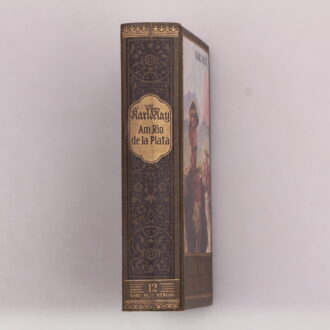 Karl May
Am Rio
de la Plata
12
KARL MAY VERLAG